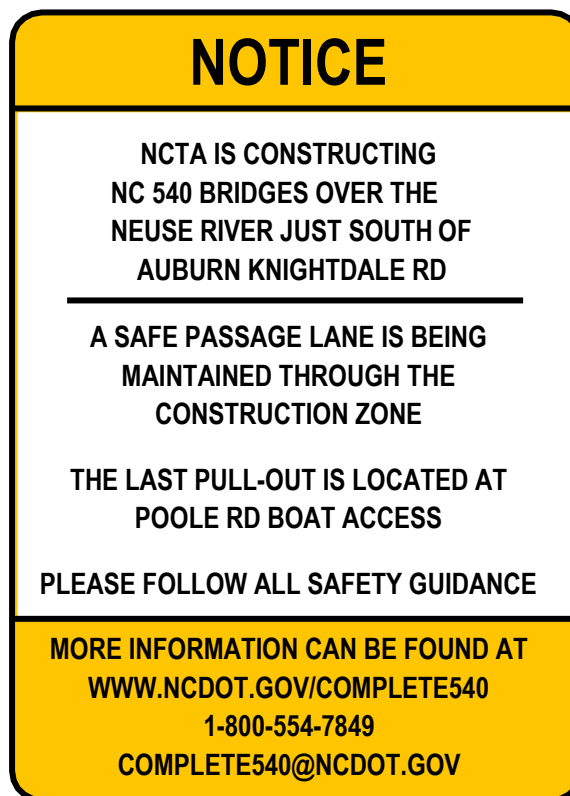 NOTICE
NCTA IS CONSTRUCTING
NC 540 BRIDGES OVER THE
NEUSE RIVER JUST SOUTH OF
AUBURN KNIGHTDALE RD
A SAFE PASSAGE LANE IS BEING
MAINTAINED THROUGH THE
CONSTRUCTION ZONE
THE LAST PULL-OUT IS LOCATED AT
POOLE RD BOAT ACCESS
PLEASE FOLLOW ALL SAFETY GUIDANCE
MORE INFORMATION CAN BE FOUND AT
WWW.NCDOT.GOV/COMPLETE540
1-800-554-7849
COMPLETE540@NCDOT.GOV